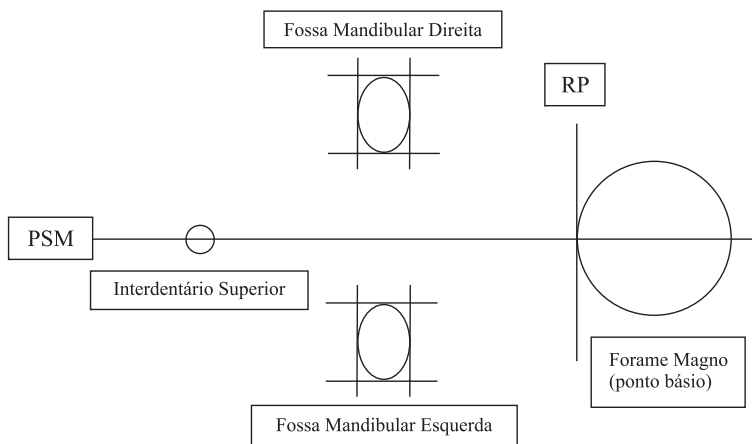 Fossa Mandibular Direita
RP
PSM
Interdentário Superior
Forame Magno
(ponto básio)
Fossa Mandibular Esquerda